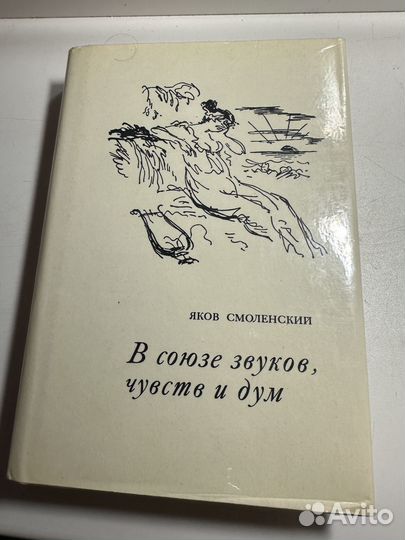 ЯКОВ СМОЛЕНСКИЙ
В союзе звуков,
чувств и дум
Avito